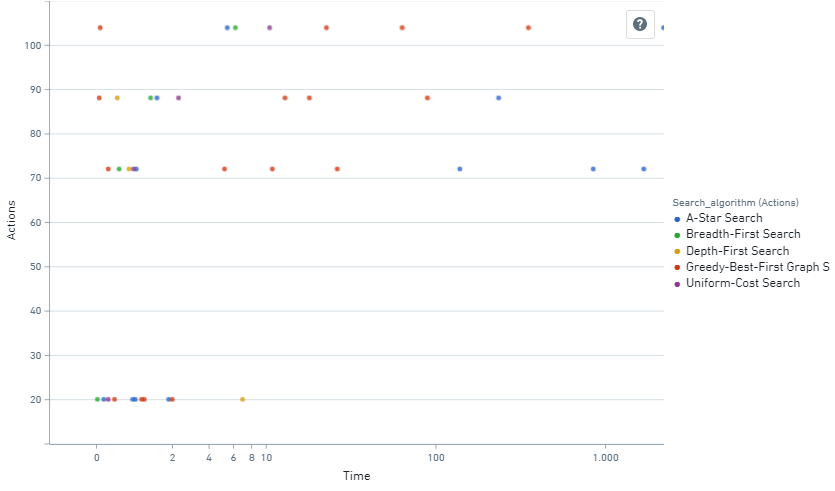 ?
100
90
80
70
60
50
40
30
20
Actions
0 2 4 6 8 10 100 1.000
Time
Search_algorithm (Actions)
A-Star Search
Breadth-First Search
Depth-First Search
Greedy-Best-First Graph S
Uniform-Cost Search